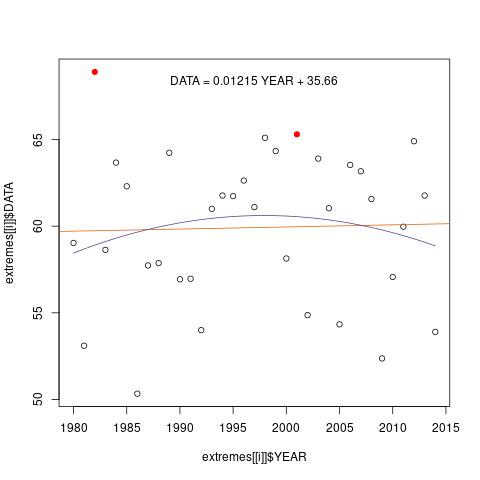 DATA = 0.01215 YEAR + 35.66
65
60
55
50
extremes[[i]]$DATA
1980 1985 1990 1995 2000 2005 2010 2015
extremes[[i]]$YEAR